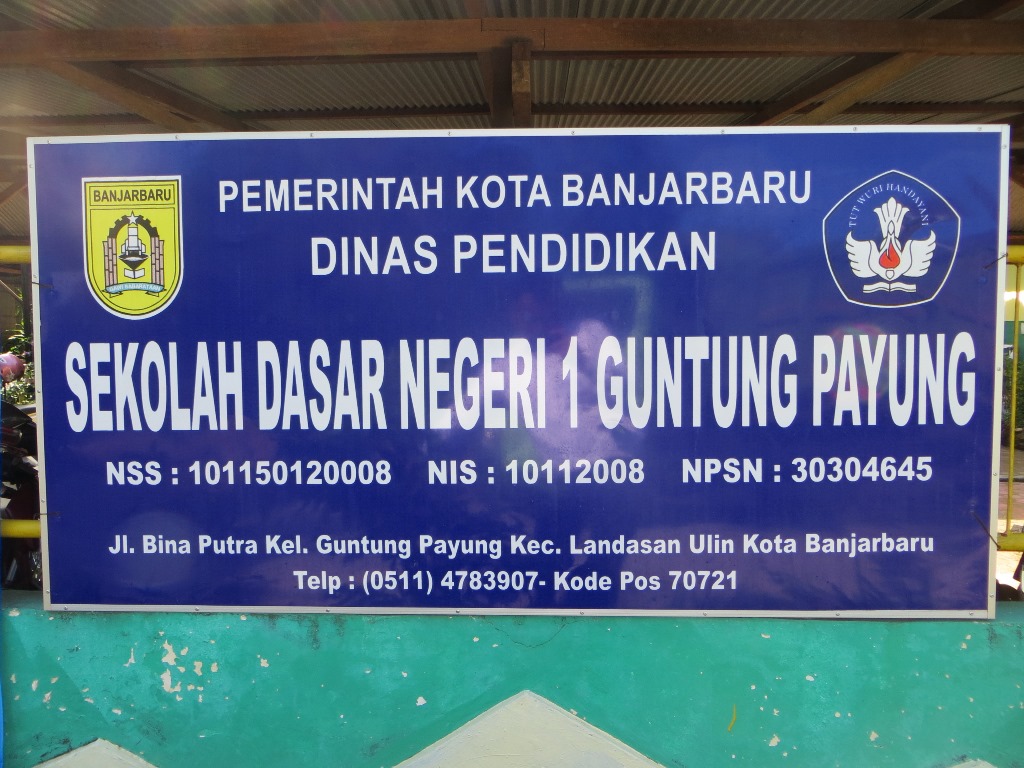 BANJARBARU
PEMERINTAH KOTA BANJARBARU
DINAS PENDIDIKAN
TUT WURI HANDAYANI
SEKOLAH DASAR NEGERI 1 GUNTUNG PAYUNG
NSS : 101150120008 NIS : 10112008 NPSN : 30304645
Jl. Bina Putra Kel. Guntung Payung Kec. Landasan Ulin Kota Banjarbaru
Telp : (0511) 4783907- Kode Pos 70721